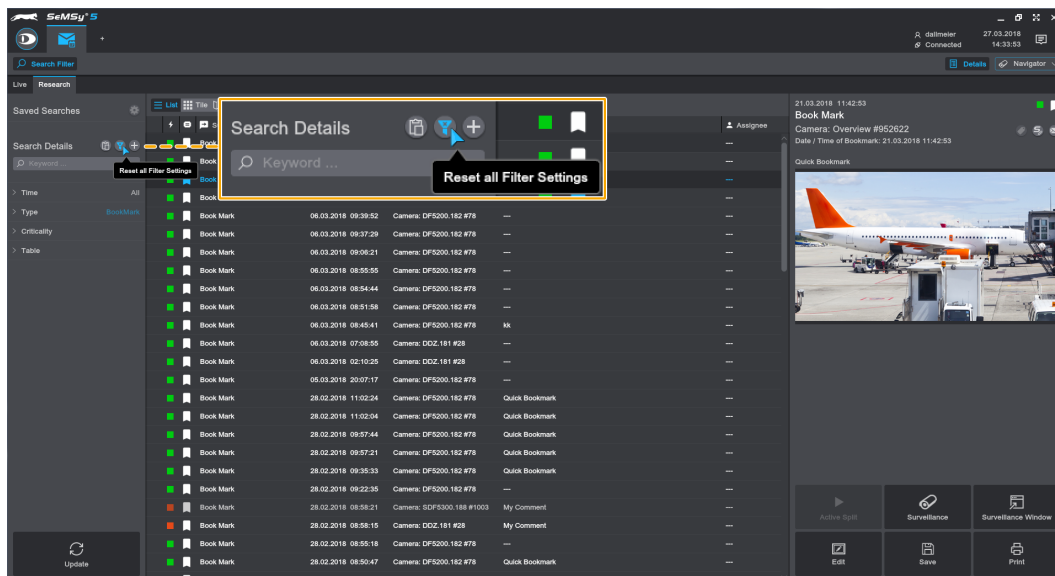 SeMSy® 5
dallmeier
Connected
27.03.2018
14:33:53
+
Search Filter
Details
Navigator
Live
Research
Saved Searches
Search Details
Keyword ...
Reset all Filter Settings
> Time All
> Type BookMark
> Criticality
> Table
Update
List
Tile
Assignee
Search Details
Keyword ...
Reset all Filter Settings
Book Mark 06.03.2018 09:39:52 Camera: DF5200.182 #78 --- ---
Book Mark 06.03.2018 09:37:29 Camera: DF5200.182 #78 --- ---
Book Mark 06.03.2018 09:06:21 Camera: DF5200.182 #78 --- ---
Book Mark 06.03.2018 08:55:55 Camera: DF5200.182 #78 --- ---
Book Mark 06.03.2018 08:54:44 Camera: DF5200.182 #78 --- ---
Book Mark 06.03.2018 08:51:58 Camera: DF5200.182 #78 --- ---
Book Mark 06.03.2018 08:45:41 Camera: DF5200.182 #78 kk ---
Book Mark 06.03.2018 07:08:55 Camera: DDZ.181 #28 --- ---
Book Mark 06.03.2018 02:10:25 Camera: DDZ.181 #28 --- ---
Book Mark 05.03.2018 20:07:17 Camera: DF5200.182 #78 --- ---
Book Mark 28.02.2018 11:02:24 Camera: DF5200.182 #78 Quick Bookmark ---
Book Mark 28.02.2018 11:02:04 Camera: DF5200.182 #78 Quick Bookmark ---
Book Mark 28.02.2018 09:57:44 Camera: DF5200.182 #78 Quick Bookmark ---
Book Mark 28.02.2018 09:57:21 Camera: DF5200.182 #78 Quick Bookmark ---
Book Mark 28.02.2018 09:35:33 Camera: DF5200.182 #78 Quick Bookmark ---
Book Mark 28.02.2018 09:22:35 Camera: DF5200.182 #78 --- ---
Book Mark 28.02.2018 08:58:21 Camera: SDF5300.188 #1003 My Comment ---
Book Mark 28.02.2018 08:58:15 Camera: DDZ.181 #28 My Comment ---
Book Mark 28.02.2018 08:55:18 Camera: DF5200.182 #78 --- ---
Book Mark 28.02.2018 08:50:47 Camera: DF5200.182 #78 Quick Bookmark ---
21.03.2018 11:42:53
Book Mark
Camera: Overview #952622
Date / Time of Bookmark: 21.03.2018 11:42:53
Quick Bookmark
Active Split
Surveillance
Surveillance Window
Edit
Save
Print